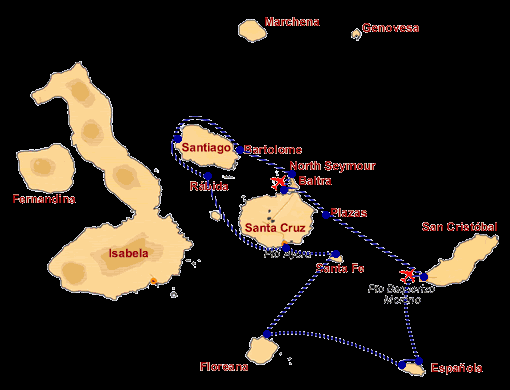 Marchena
Genovesa
Santiago
Bartolome
North Seymour
Baltra
Rabida
Fernandina
Plazas
Santa Cruz
San Cristóbal
Isabela
Pto Ayora
Santa Fe
Pto Baquerizo
Moreno
Floreana
Española